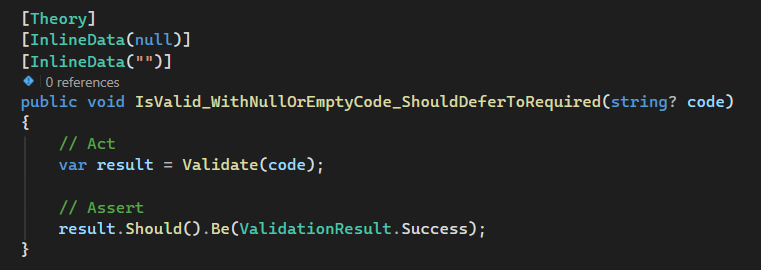 [Theory]
[InlineData(null)]
[InlineData("")]
0 references
public void IsValid_WithNullOrEmptyCode_ShouldDeferToRequired(string? code)
{
// Act
var result = Validate(code);
// Assert
result.Should().Be(ValidationResult.Success);
}